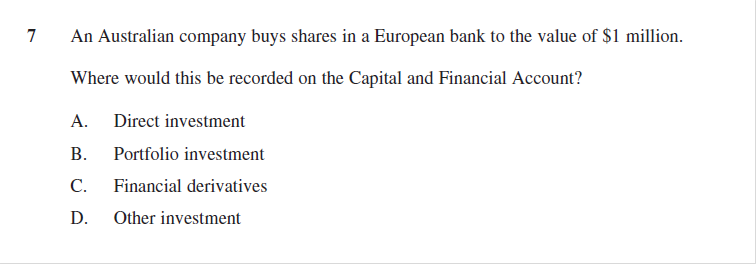 7 An Australian company buys shares in a European bank to the value of $1 million.
Where would this be recorded on the Capital and Financial Account?
A. Direct investment
B. Portfolio investment
C. Financial derivatives
D. Other investment